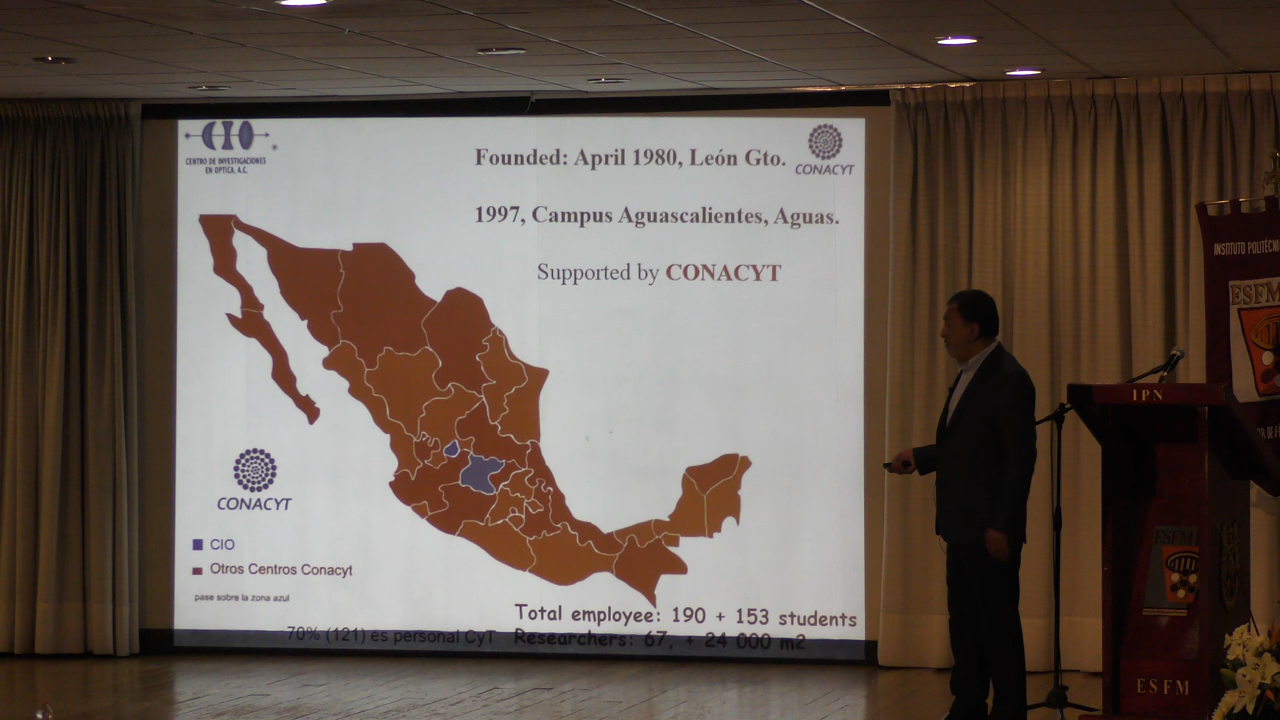 CIO
CENTRO DE INVESTIGACIONES
EN OPTICA, A.C.
Founded: April 1980, León Gto.
CONACYT
1997, Campus Aguascalientes, Aguas.
Supported by CONACYT
CONACYT
CIO
Otros Centros Conacyt
pase sobre la zona azul
Total employee: 190 + 153 students
70% (121) es personal CyT Researchers: 67, + 24 000 m2
INSTITUTO POLITÉCN
ESFM
IPN
ESFM
ESFM